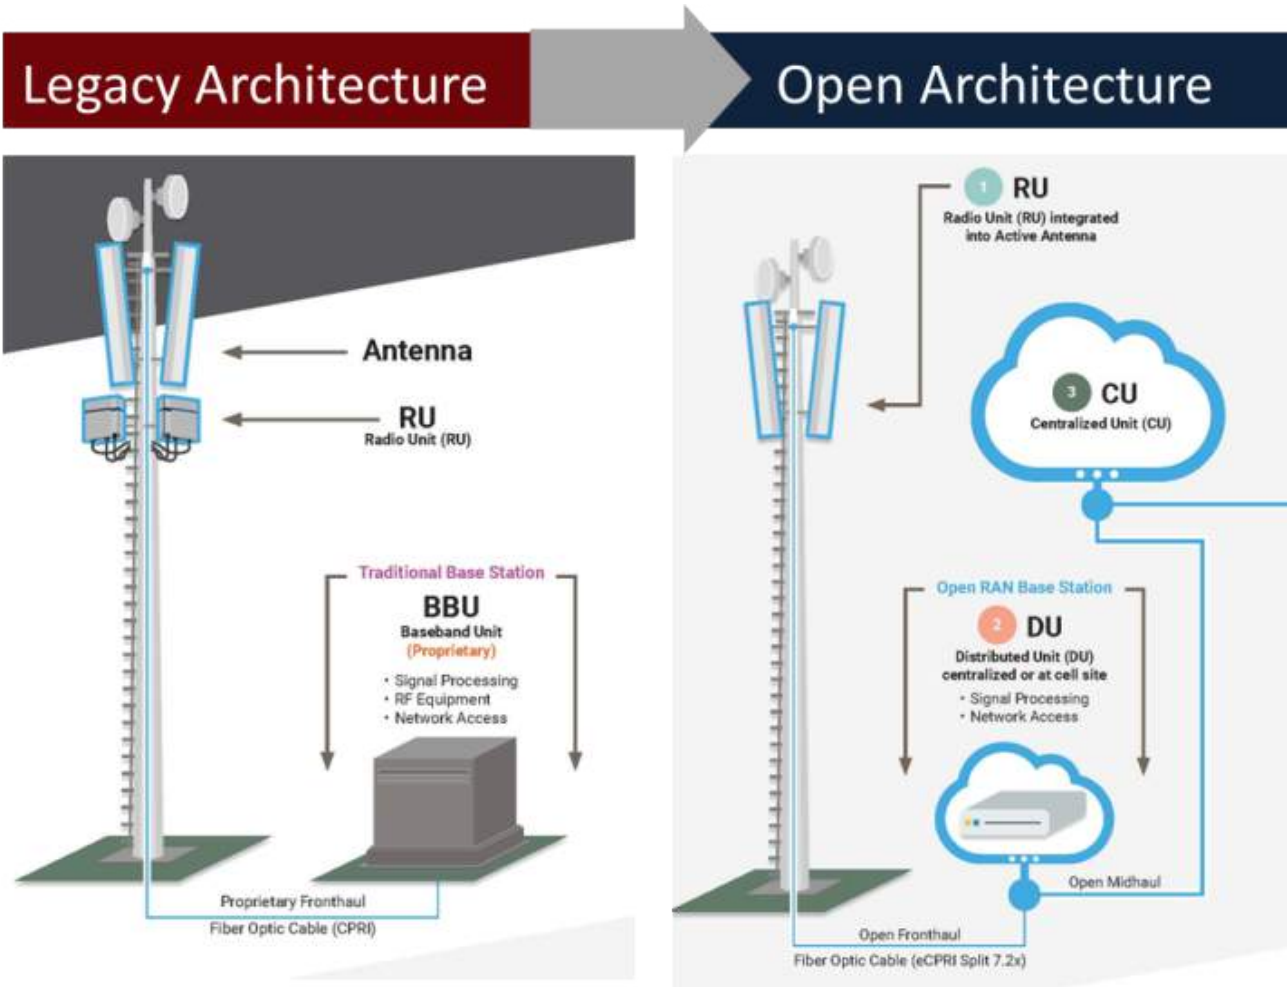 Legacy Architecture
Open Architecture
Antenna
RU
Radio Unit (RU)
Traditional Base Station
BBU
Baseband Unit
(Proprietary)
• Signal Processing
• RF Equipment
• Network Access
Proprietary Fronthaul
Fiber Optic Cable (CPRI)
1 RU
Radio Unit (RU) integrated
into Active Antenna
3 CU
Centralized Unit (CU)
Open RAN Base Station
2 DU
Distributed Unit (DU)
centralized or at cell site
• Signal Processing
• Network Access
Open Midhaul
Open Fronthaul
Fiber Optic Cable (eCPRI Split 7.2x)